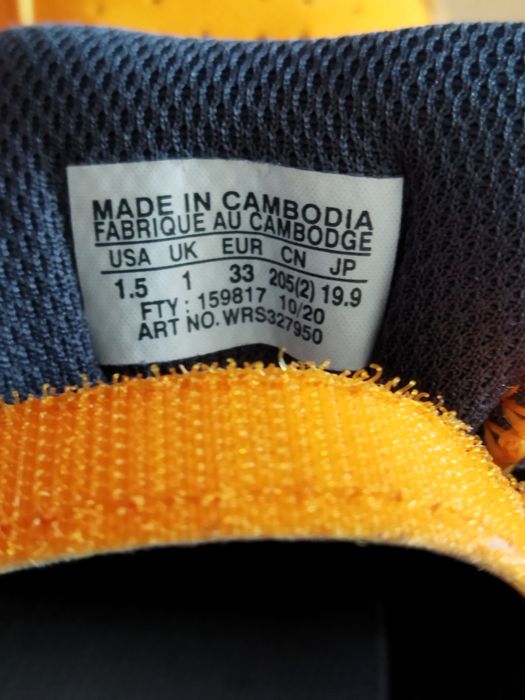 MADE IN CAMBODIA
FABRIQUE AU CAMBODGE
USA UK EUR CN JP
1.5 1 33 205(2) 19.9
FTY: 159817 10/20
ART NO. WRS327950